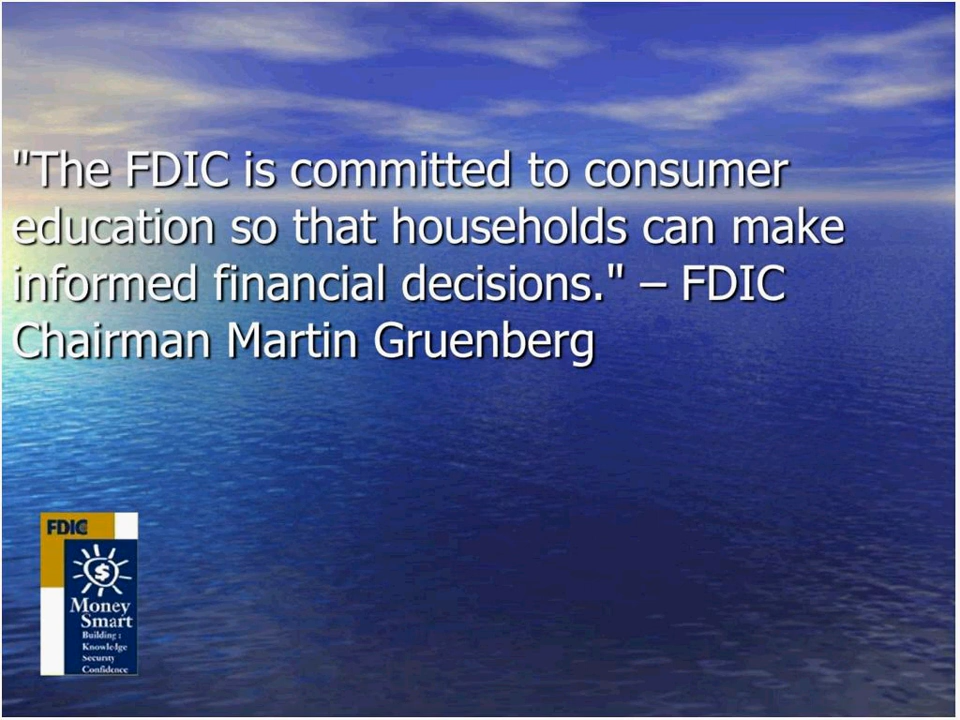 "The FDIC is committed to consumer
education so that households can make
informed financial decisions." – FDIC
Chairman Martin Gruenberg
FDIC
$
Money
Smart
Building:
Knowledge
Security
Confidence